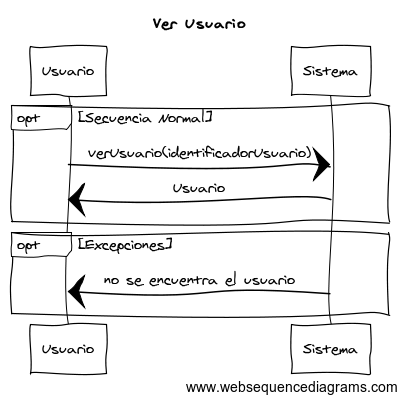 Ver Usuario
Usuario
Sistema
opt [Secuencia Normal]
verUsuario(identificadorUsuario)
Usuario
opt [Excepciones]
no se encuentra el usuario
Usuario
Sistema
www.websequencediagrams.com